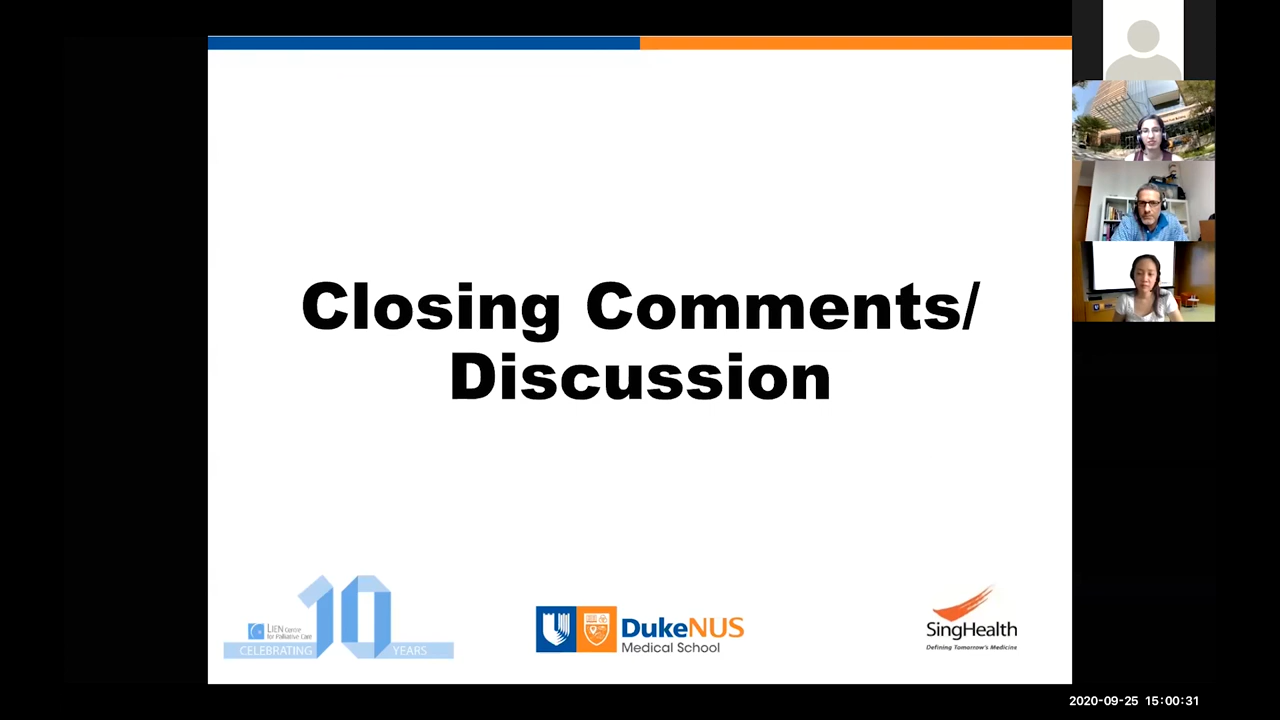 Closing Comments/
Discussion
10
LIEN Centre
for Palliative Care
CELEBRATING YEARS
DukeNUS
Medical School
SingHealth
Defining Tomorrow's Medicine
2020-09-25 15:00:31